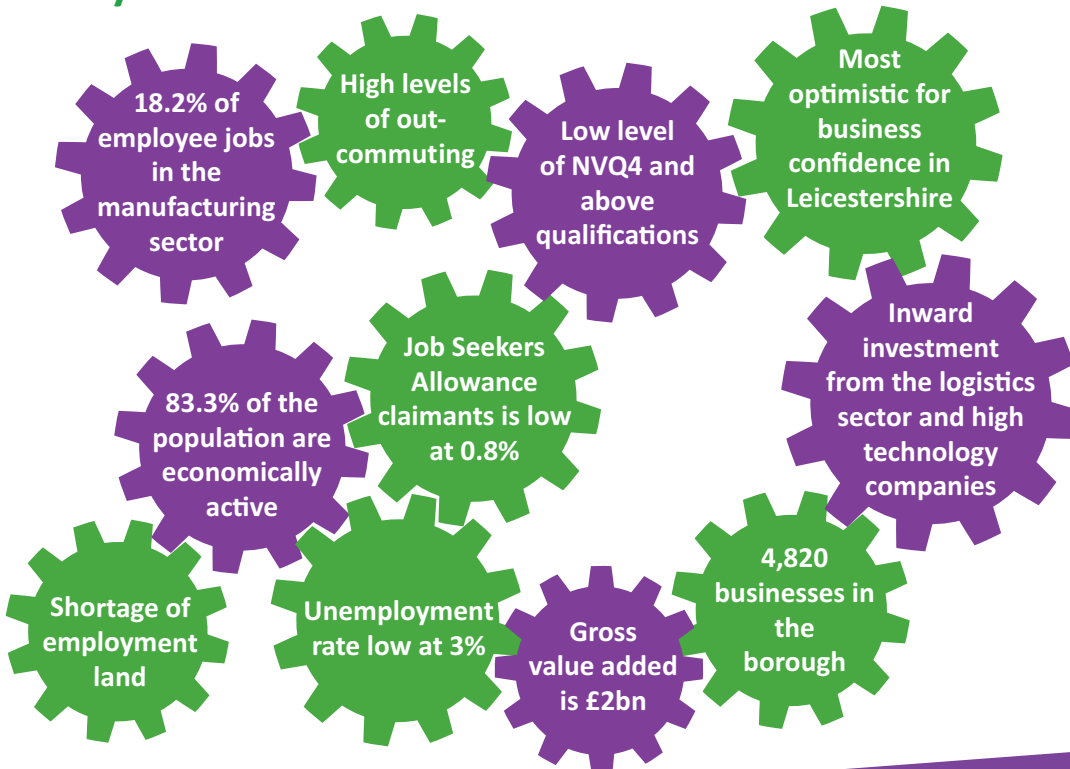 18.2% of
employee jobs
in the
manufacturing
sector
High levels
of out-
commuting
Low level
of NVQ4 and
above
qualifications
Most
optimistic for
business
confidence in
Leicestershire
83.3% of the
population are
economically
active
Job Seekers
Allowance
claimants is low
at 0.8%
Inward
investment
from the logistics
sector and high
technology
companies
Shortage of
employment
land
Unemployment
rate low at 3%
Gross
value added
is £2bn
4,820
businesses in
the
borough